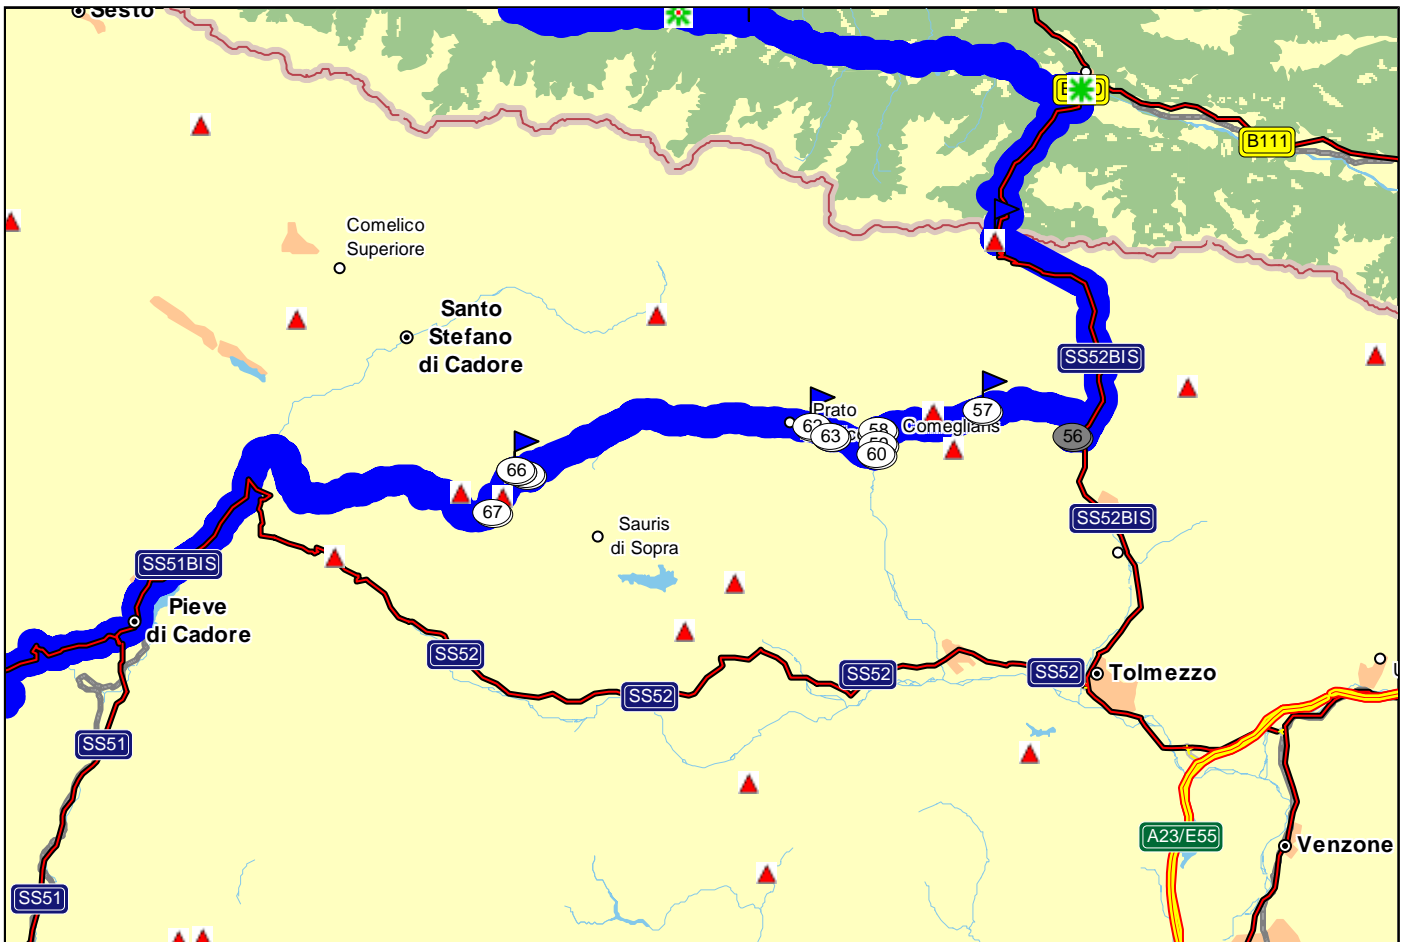 Sesto
B111
Comelico
Superiore
Santo
Stefano
di Cadore
SS52BIS
Prato
57
62
63
58
Comeglians
56
60
66
67
SS52BIS
Sauris
di Sopra
SS51BIS
Pieve
di Cadore
SS52
SS52
SS52
SS52
Tolmezzo
SS51
A23/E55
Venzone
SS51